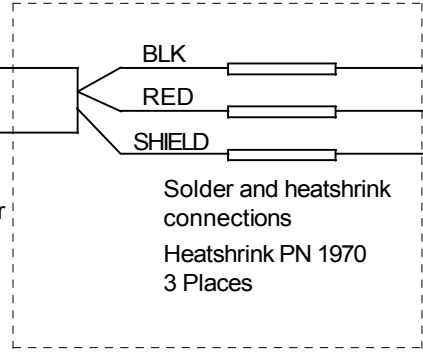 BLK
RED
SHIELD
r
Solder and heatshrink
connections
Heatshrink PN 1970
3 Places